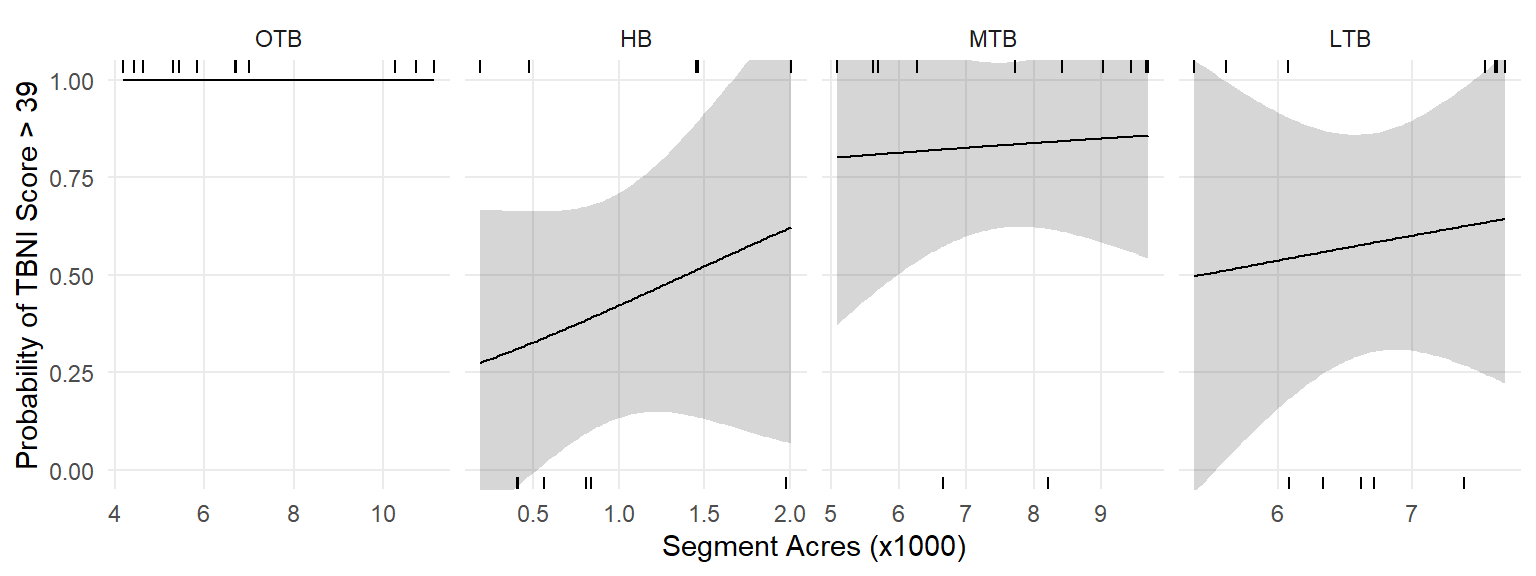 OTB HB MTB LTB
Probability of TBNI Score > 39
1.00
0.75
0.50
0.25
0.00
4 6 8 10 0.5 1.0 1.5 2.0 5 6 7 8 9 6 7
Segment Acres (x1000)